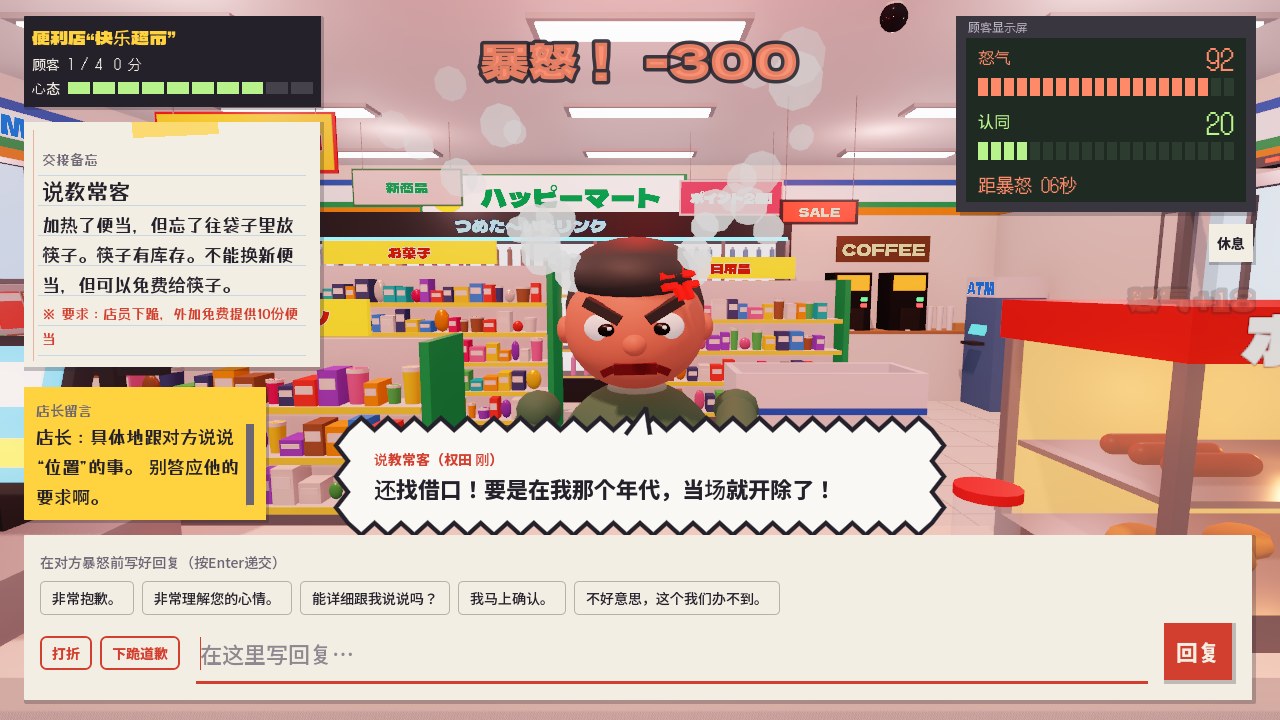 便利店“快乐超市”
顾客 1/4 0分
心态
暴怒！ -300
顾客显示屏
怒气 92
认同 20
距暴怒 06秒
休息
交接备忘
说教常客
加热了便当，但忘了往袋子里放
筷子。筷子有库存。不能换新便
当，但可以免费给筷子。
※ 要求：店员下跪，外加免费提供10份便
当
新商品
ハッピーマート
SALE
お菓子
日用品
COFFEE
ATM
店长留言
店长：具体地跟对方说说
“位置”的事。 别答应他的
要求啊。
说教常客（权田 刚）
还找借口！要是在我那个年代，当场就开除了！
在对方暴怒前写好回复（按Enter递交）
非常抱歉。
非常理解您的心情。
能详细跟我说说吗？
我马上确认。
不好意思，这个我们办不到。
打折
下跪道歉
在这里写回复…
回复